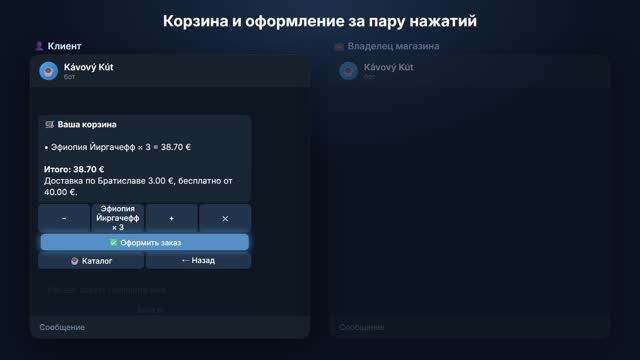 Корзина и оформление за пару нажатий
Клиент
Kávový Kút
бот
Ваша корзина
• Эфиопия Йиргачефф × 3 = 38.70 €
Итого: 38.70 €
Доставка по Братиславе 3.00 €, бесплатно от
40.00 €.
−
Эфиопия
Йиргачефф
× 3
+
×
Оформить заказ
Каталог
← Назад
Сообщение
Владелец магазина
Kávový Kút
бот
Сообщение